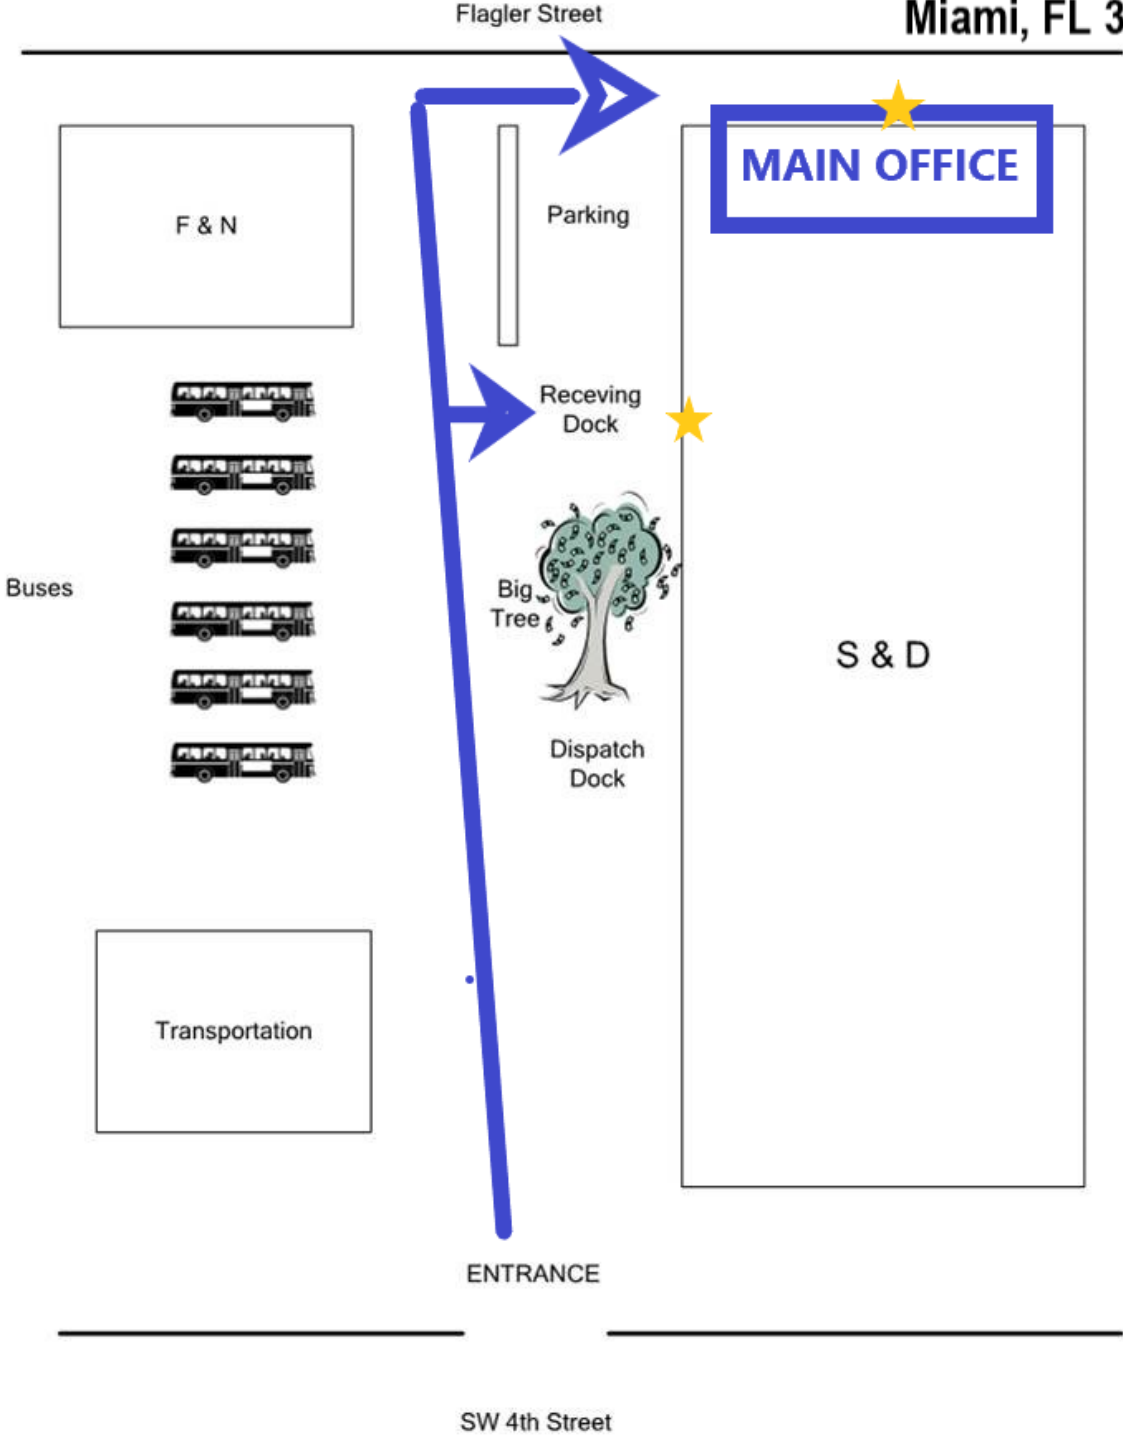 Flagler Street
Miami, FL 3
MAIN OFFICE
F & N
Parking
Receving
Dock
Buses
Big
Tree
S & D
Dispatch
Dock
Transportation
ENTRANCE
SW 4th Street